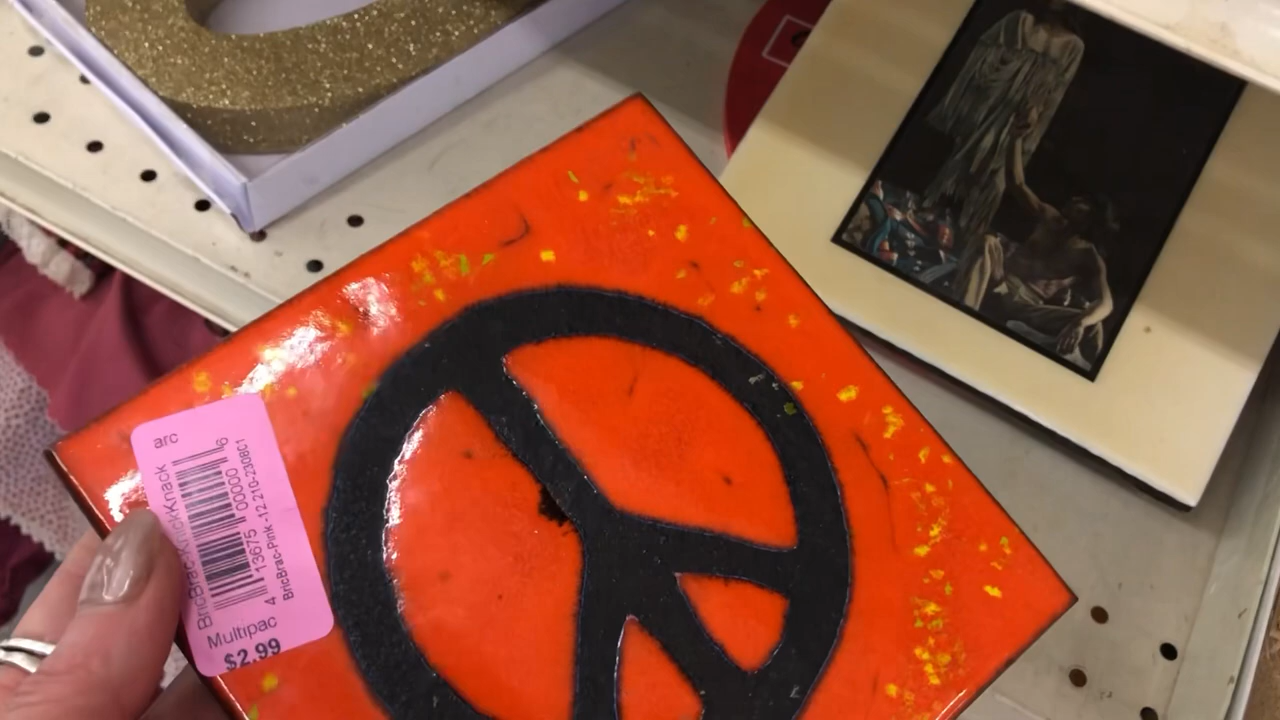 arc
BricBrac/KnickKnack
4 13675 00000 6
BricBrac-Pink-12,210-2308C1
Multipac
$2.99